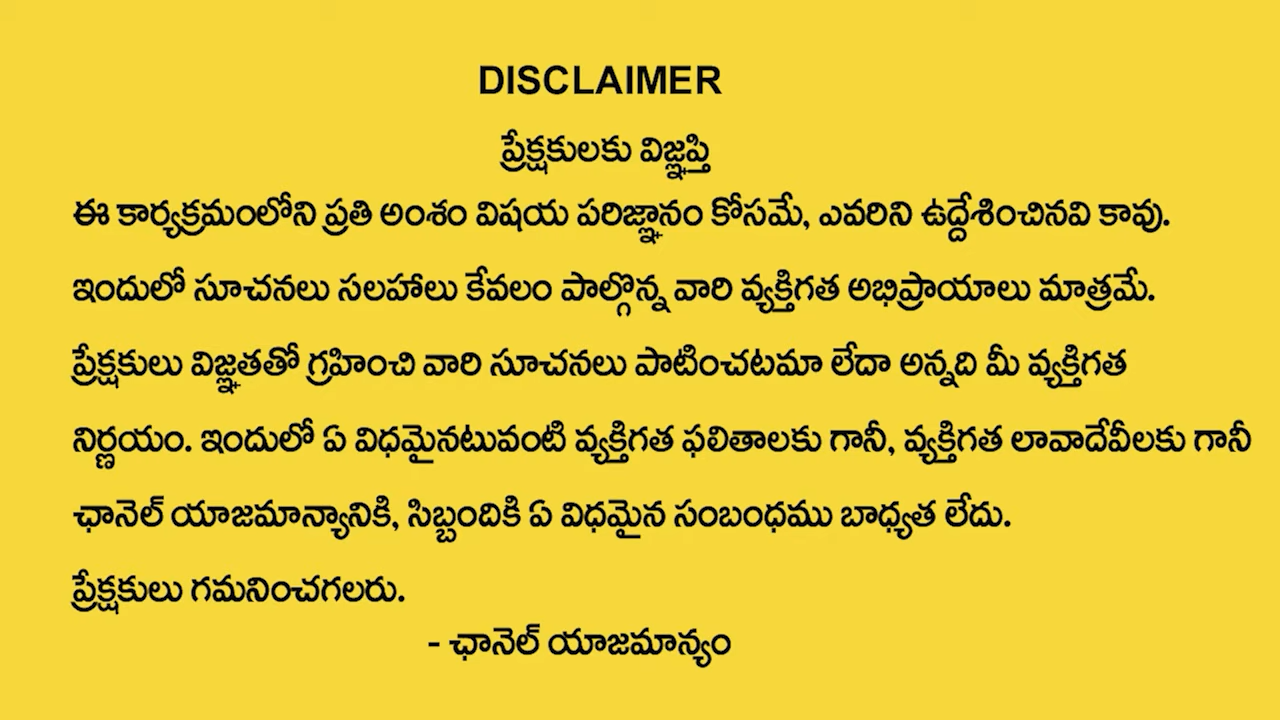 DISCLAIMER
ప్రేక్షకులకు విజ్ఞప్తి
ఈ కార్యక్రమంలోని ప్రతి అంశం విషయ పరిజ్ఞానం కోసమే, ఎవరిని ఉద్దేశించినవి కావు.
ఇందులో సూచనలు సలహాలు కేవలం పాల్గొన్న వారి వ్యక్తిగత అభిప్రాయాలు మాత్రమే.
ప్రేక్షకులు విజ్ఞతతో గ్రహించి వారి సూచనలు పాటించటమా లేదా అన్నది మీ వ్యక్తిగత
నిర్ణయం. ఇందులో ఏ విధమైనటువంటి వ్యక్తిగత ఫలితాలకు గానీ, వ్యక్తిగత లావాదేవీలకు గానీ
ఛానెల్ యాజమాన్యానికి, సిబ్బందికి ఏ విధమైన సంబంధము బాధ్యత లేదు.
ప్రేక్షకులు గమనించగలరు.
- ఛానెల్ యాజమాన్యం